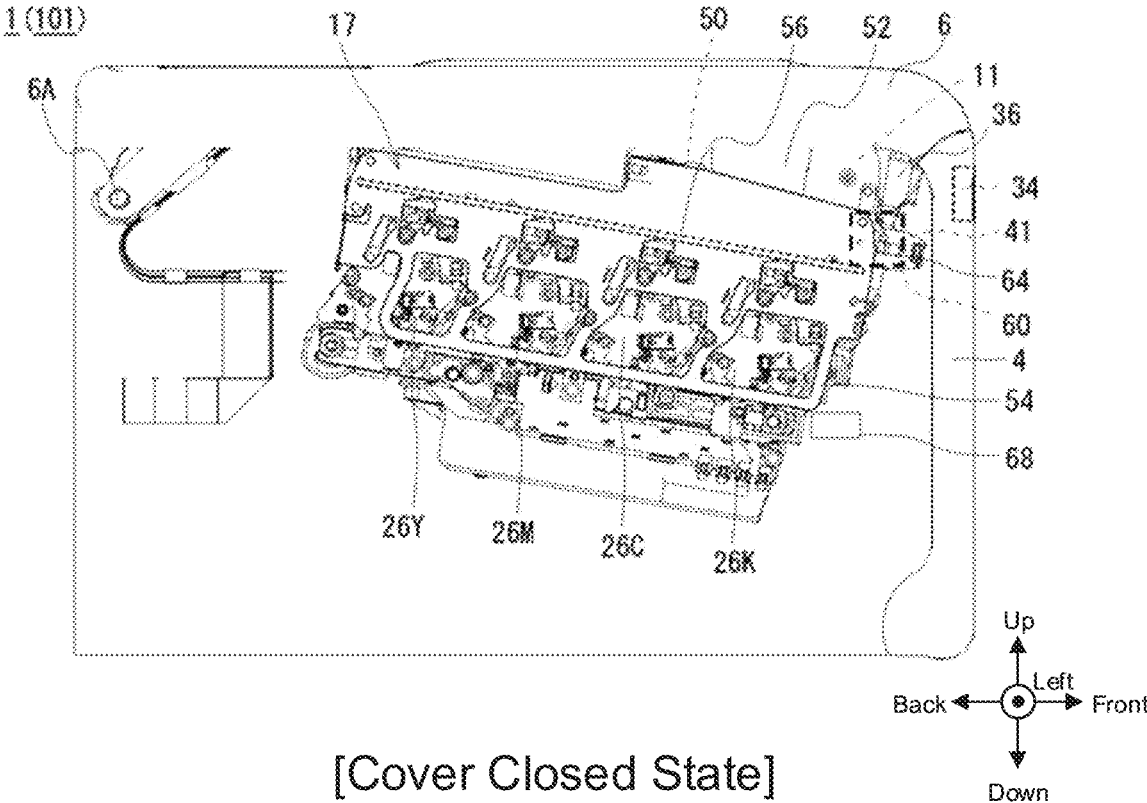 1(101)
17
50
56
52
6
11
36
6A
34
41
64
60
4
54
68
26Y
26M
26C
26K
Up
Left
Back
Front
Down
[Cover Closed State]